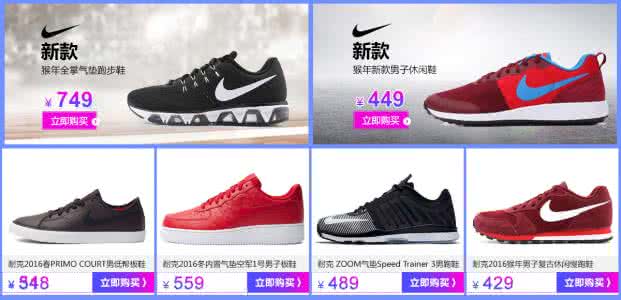 新款
猴年全掌气垫跑步鞋
¥ 749
立即购买
新款
猴年新款男子休闲鞋
¥ 449
立即购买
耐克2016春PRIMO COURT男低帮板鞋
耐克2016冬内置气垫空军1号男子板鞋
耐克 ZOOM气垫Speed Trainer 3男跑鞋
耐克2016猴年男子复古休闲慢跑鞋
¥ 548 立即购买
¥ 559 立即购买
¥ 489 立即购买
¥ 429 立即购买